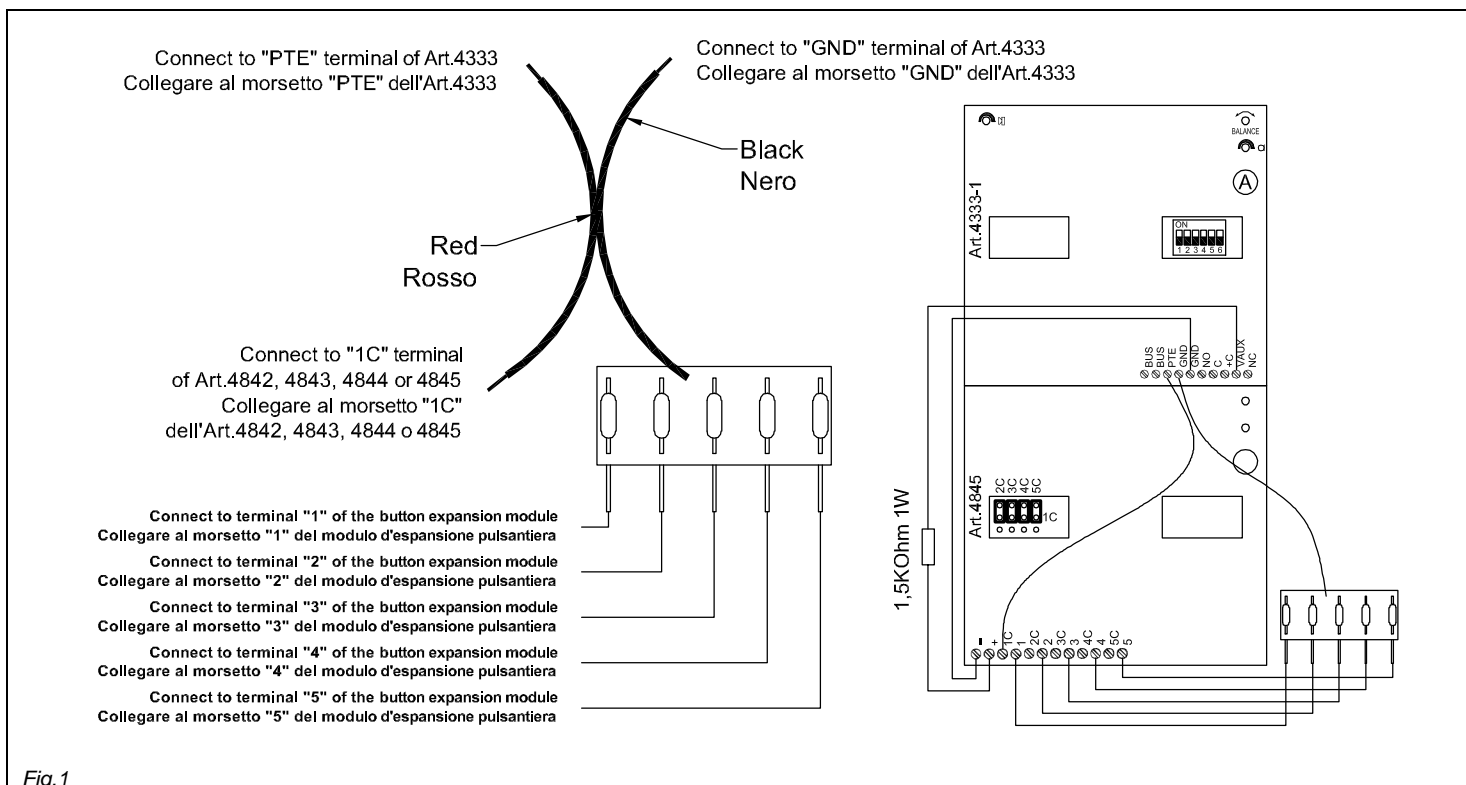 Connect to "PTE" terminal of Art.4333
Collegare al morsetto "PTE" dell'Art.4333
Connect to "GND" terminal of Art.4333
Collegare al morsetto "GND" dell'Art.4333
Black
Nero
Red
Rosso
Connect to "1C" terminal
of Art.4842, 4843, 4844 or 4845
Collegare al morsetto "1C"
dell'Art.4842, 4843, 4844 o 4845
Connect to terminal "1" of the button expansion module
Collegare al morsetto "1" del modulo d'espansione pulsantiera
Connect to terminal "2" of the button expansion module
Collegare al morsetto "2" del modulo d'espansione pulsantiera
Connect to terminal "3" of the button expansion module
Collegare al morsetto "3" del modulo d'espansione pulsantiera
Connect to terminal "4" of the button expansion module
Collegare al morsetto "4" del modulo d'espansione pulsantiera
Connect to terminal "5" of the button expansion module
Collegare al morsetto "5" del modulo d'espansione pulsantiera
BALANCE
A
Art.4333-1
ON
1 2 3 4 5 6
BUS
BUS
PTE
GND
GND
NO
C
+C
VAUX
NC
Art.4845
2C
3C
4C
5C
1C
1,5KOhm 1W
-
+
1C
1
2C
2
3C
3
4C
4
5C
5
Fig.1